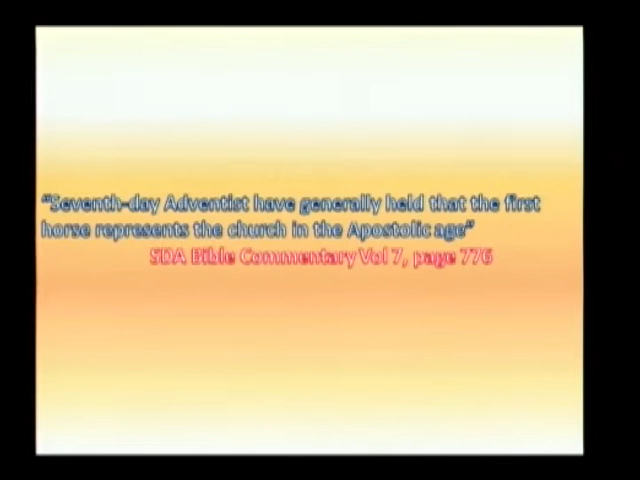 "Seventh-day Adventist have generally held that the first
horse represents the church in the Apostolic age"
SDA Bible Commentary Vol 7, page 776